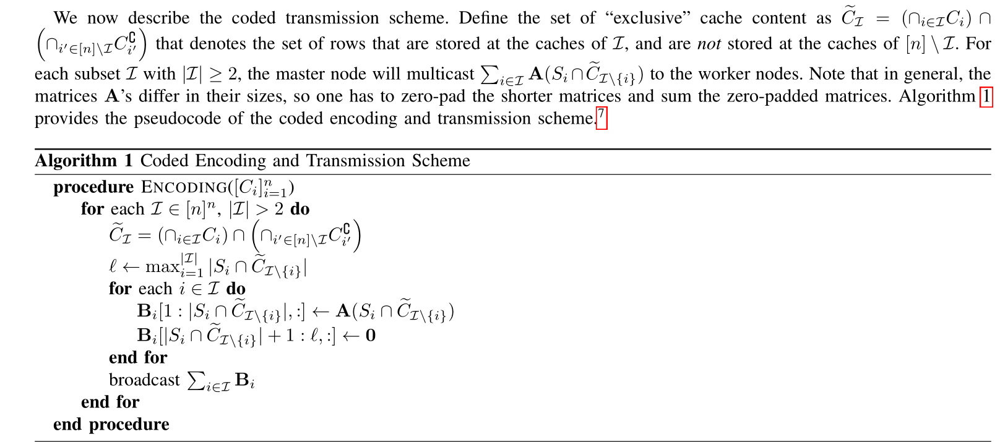 We now describe the coded transmission scheme. Define the set of “exclusive” cache content as $\widetilde{C}_{\mathcal{I}} = (\cap_{i\in\mathcal{I}} C_i) \cap$
$\left(\cap_{i'\in[n]\setminus\mathcal{I}} C_{i'}^{\complement}\right)$ that denotes the set of rows that are stored at the caches of $\mathcal{I}$, and are not stored at the caches of $[n] \setminus \mathcal{I}$. For
each subset $\mathcal{I}$ with $|\mathcal{I}| \geq 2$, the master node will multicast $\sum_{i\in\mathcal{I}} \mathbf{A}(S_i \cap \widetilde{C}_{\mathcal{I}\setminus\{i\}})$ to the worker nodes. Note that in general, the
matrices $\mathbf{A}$’s differ in their sizes, so one has to zero-pad the shorter matrices and sum the zero-padded matrices. Algorithm 1
provides the pseudocode of the coded encoding and transmission scheme.$^7$
Algorithm 1 Coded Encoding and Transmission Scheme
procedure ENCODING($[C_i]_{i=1}^n$)
for each $\mathcal{I} \in [n]^n$, $|\mathcal{I}| > 2$ do
$\widetilde{C}_{\mathcal{I}} = (\cap_{i\in\mathcal{I}} C_i) \cap \left(\cap_{i'\in[n]\setminus\mathcal{I}} C_{i'}^{\complement}\right)$
$\ell \leftarrow \max_{i=1}^{|\mathcal{I}|} |S_i \cap \widetilde{C}_{\mathcal{I}\setminus\{i\}}|$
for each $i \in \mathcal{I}$ do
$\mathbf{B}_i[1 : |S_i \cap \widetilde{C}_{\mathcal{I}\setminus\{i\}}|, :] \leftarrow \mathbf{A}(S_i \cap \widetilde{C}_{\mathcal{I}\setminus\{i\}})$
$\mathbf{B}_i[|S_i \cap \widetilde{C}_{\mathcal{I}\setminus\{i\}}| + 1 : \ell, :] \leftarrow \mathbf{0}$
end for
broadcast $\sum_{i\in\mathcal{I}} \mathbf{B}_i$
end for
end procedure